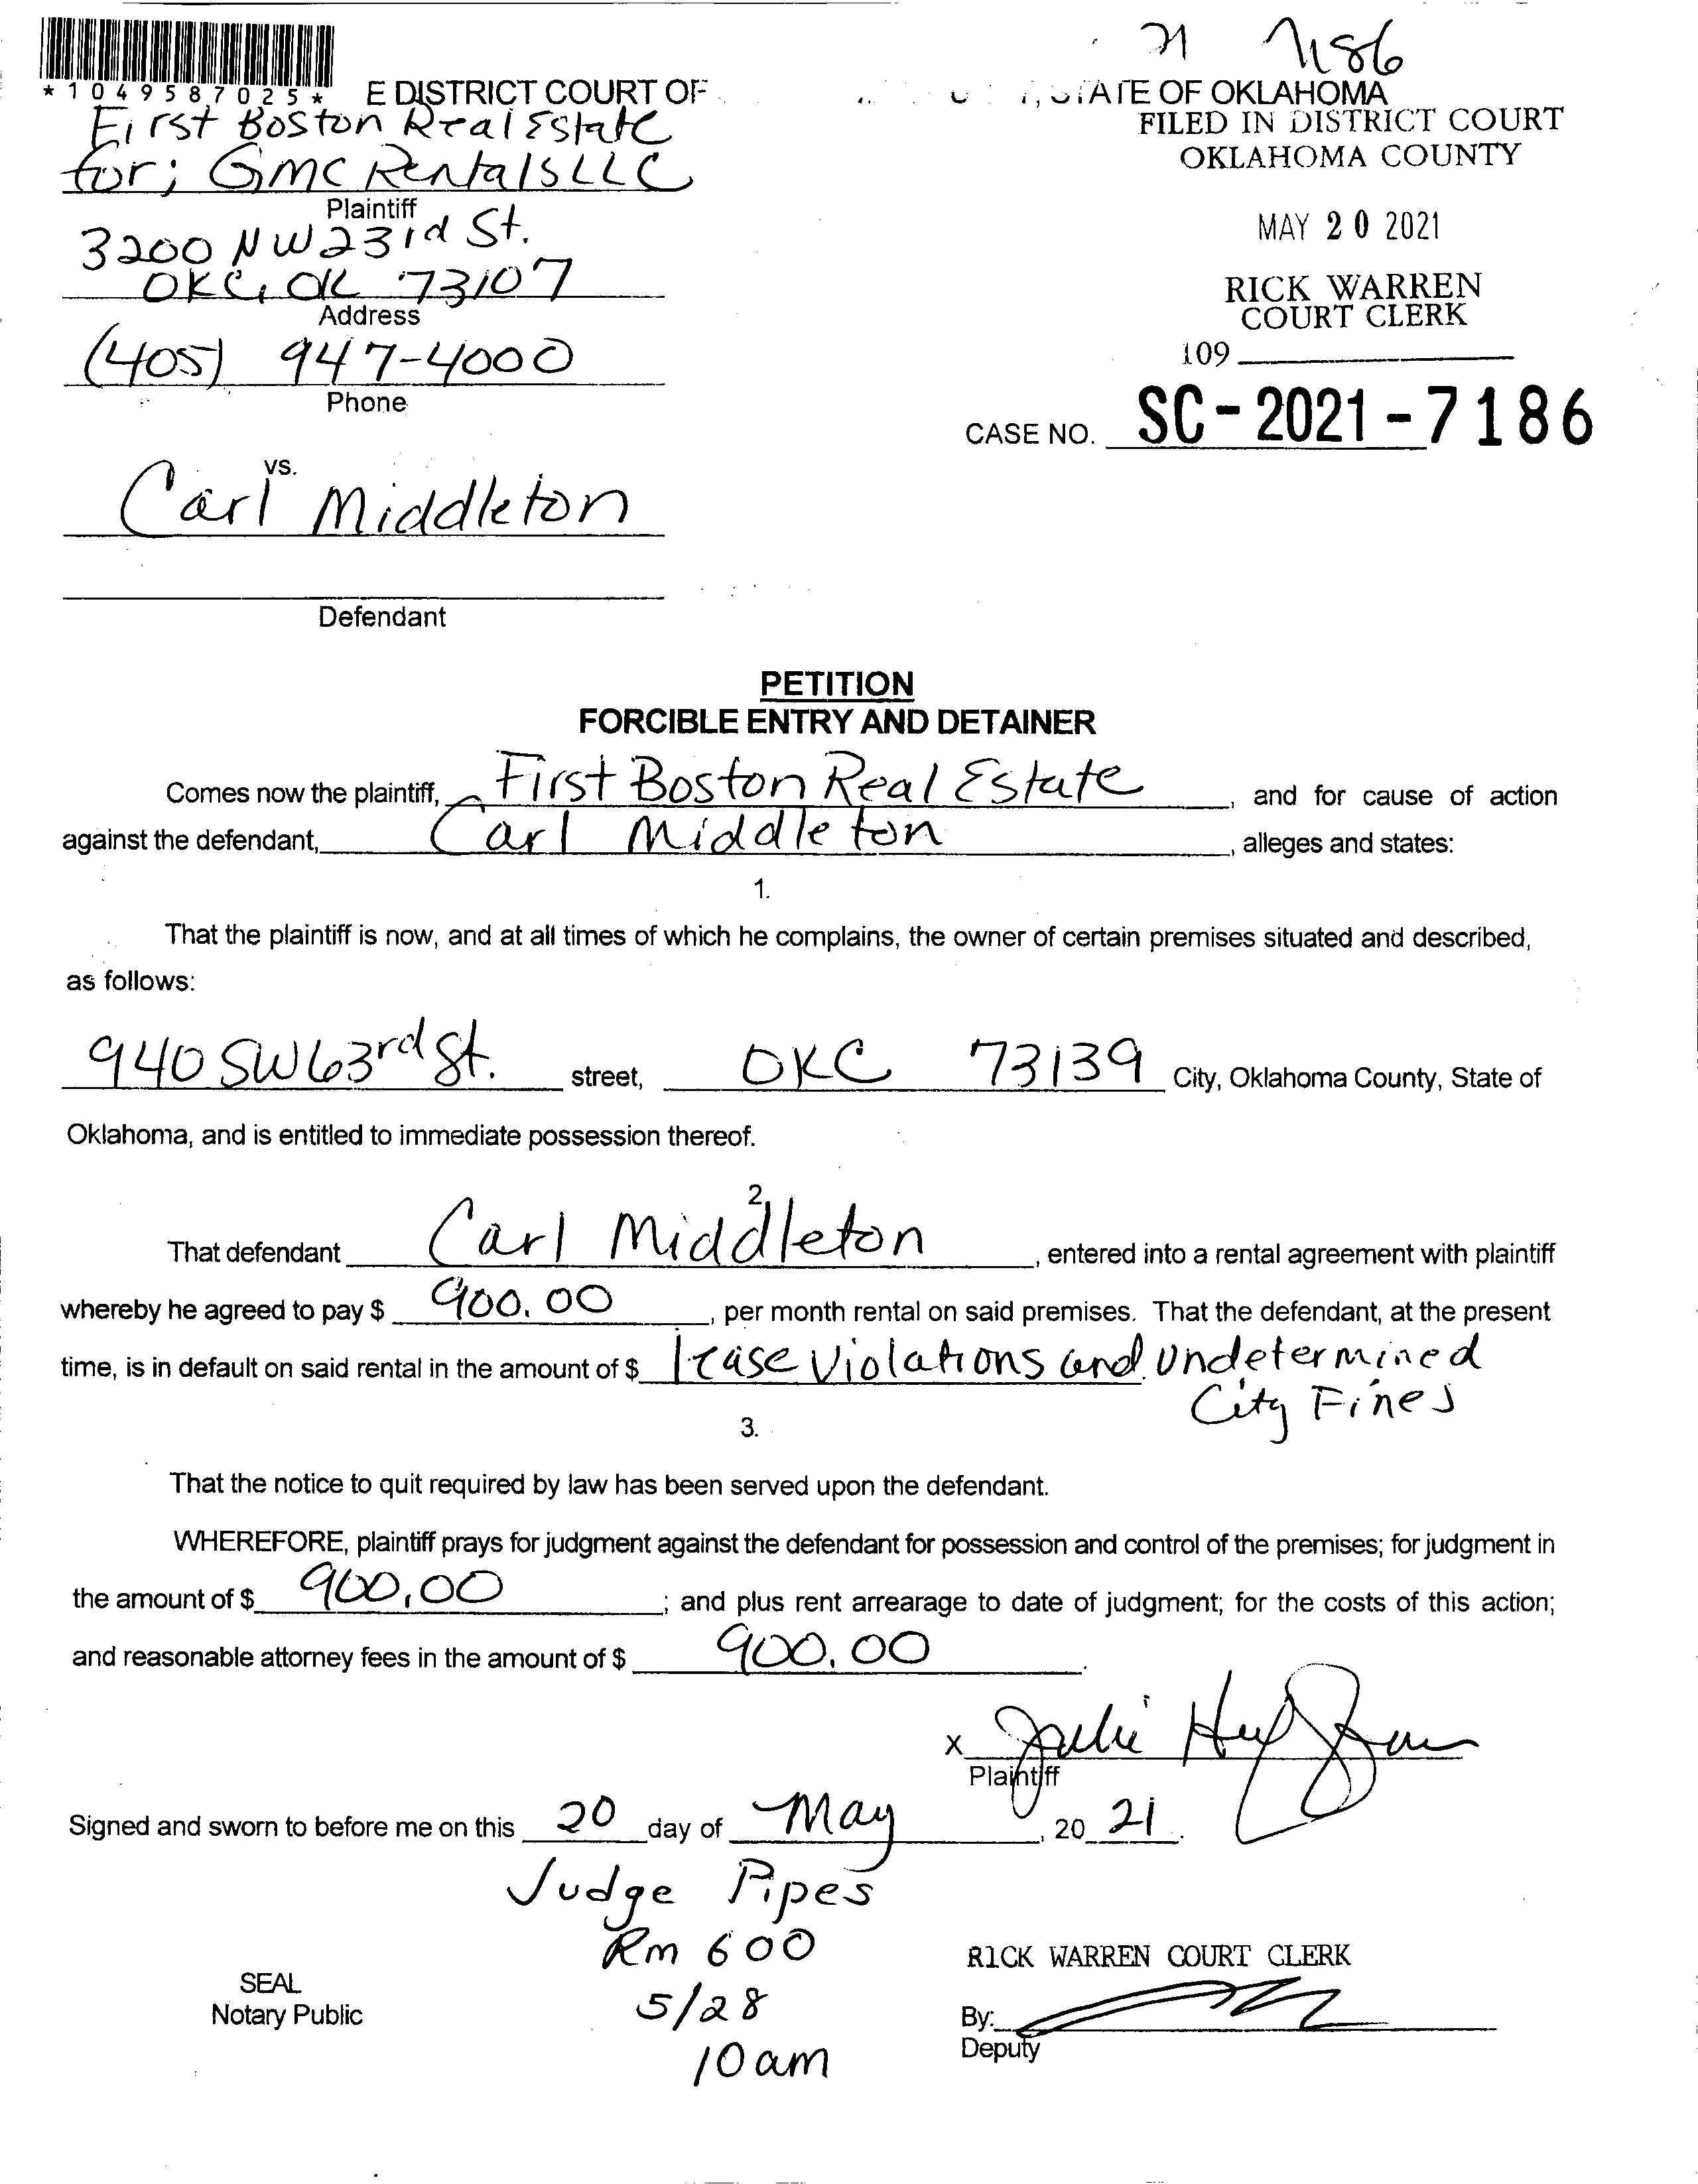 21 7186
*1049587025* E DISTRICT COURT OF STATE OF OKLAHOMA
First Boston Real Estate
for; GMC Rentals LLC
Plaintiff
3200 NW 23rd St.
OKC, OK 73107
Address
(405) 947-4000
Phone
FILED IN DISTRICT COURT
OKLAHOMA COUNTY
MAY 20 2021
RICK WARREN
COURT CLERK
109
CASE NO. SC-2021-7186
vs.
Carl Middleton
Defendant
PETITION
FORCIBLE ENTRY AND DETAINER
Comes now the plaintiff, First Boston Real Estate, and for cause of action
against the defendant, Carl Middleton, alleges and states:
1.
That the plaintiff is now, and at all times of which he complains, the owner of certain premises situated and described,
as follows:
940 SW 63rd St. street, OKC 73139 City, Oklahoma County, State of
Oklahoma, and is entitled to immediate possession thereof.
2.
That defendant Carl Middleton, entered into a rental agreement with plaintiff
whereby he agreed to pay $ 900.00, per month rental on said premises. That the defendant, at the present
time, is in default on said rental in the amount of $ lease violations and undetermined
City Fines
3.
That the notice to quit required by law has been served upon the defendant.
WHEREFORE, plaintiff prays for judgment against the defendant for possession and control of the premises; for judgment in
the amount of $ 900.00; and plus rent arrearage to date of judgment; for the costs of this action;
and reasonable attorney fees in the amount of $ 900.00.
X Julie
Plaintiff
Signed and sworn to before me on this 20 day of May, 20 21.
Judge Pipes
Rm 600
5/28
10am
SEAL
Notary Public
RICK WARREN COURT CLERK
By:
Deputy